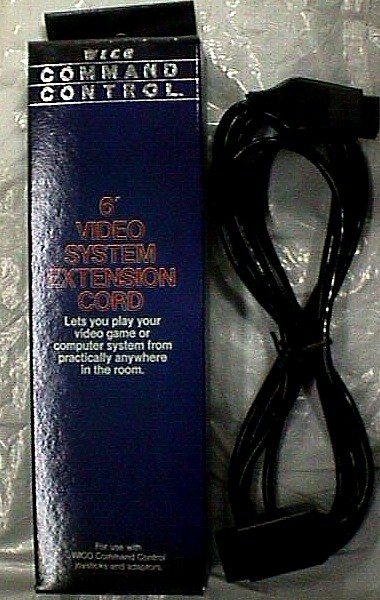 WICO
COMMAND
CONTROL™
6'
VIDEO
SYSTEM
EXTENSION
CORD
Lets you play your
video game or
computer system from
practically anywhere
in the room.
For use with
WICO Command Control
joysticks and adaptors.